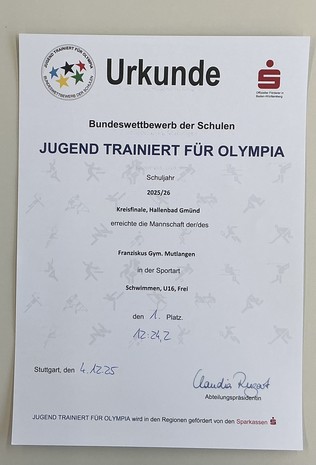 JUGEND TRAINIERT FÜR OLYMPIA
BUNDESWETTBEWERB DER SCHULEN
Urkunde
S
Offizieller Förderer in
Baden-Württemberg
Bundeswettbewerb der Schulen
JUGEND TRAINIERT FÜR OLYMPIA
Schuljahr
2025/26
Kreisfinale, Hallenbad Gmünd
erreichte die Mannschaft der/des
Franziskus Gym. Mutlangen
in der Sportart
Schwimmen, U16, Frei
den 1. Platz.
12:24,2
Stuttgart, den 4.12.25
Claudia
Abteilungspräsidentin
JUGEND TRAINIERT FÜR OLYMPIA wird in den Regionen gefördert von den Sparkassen